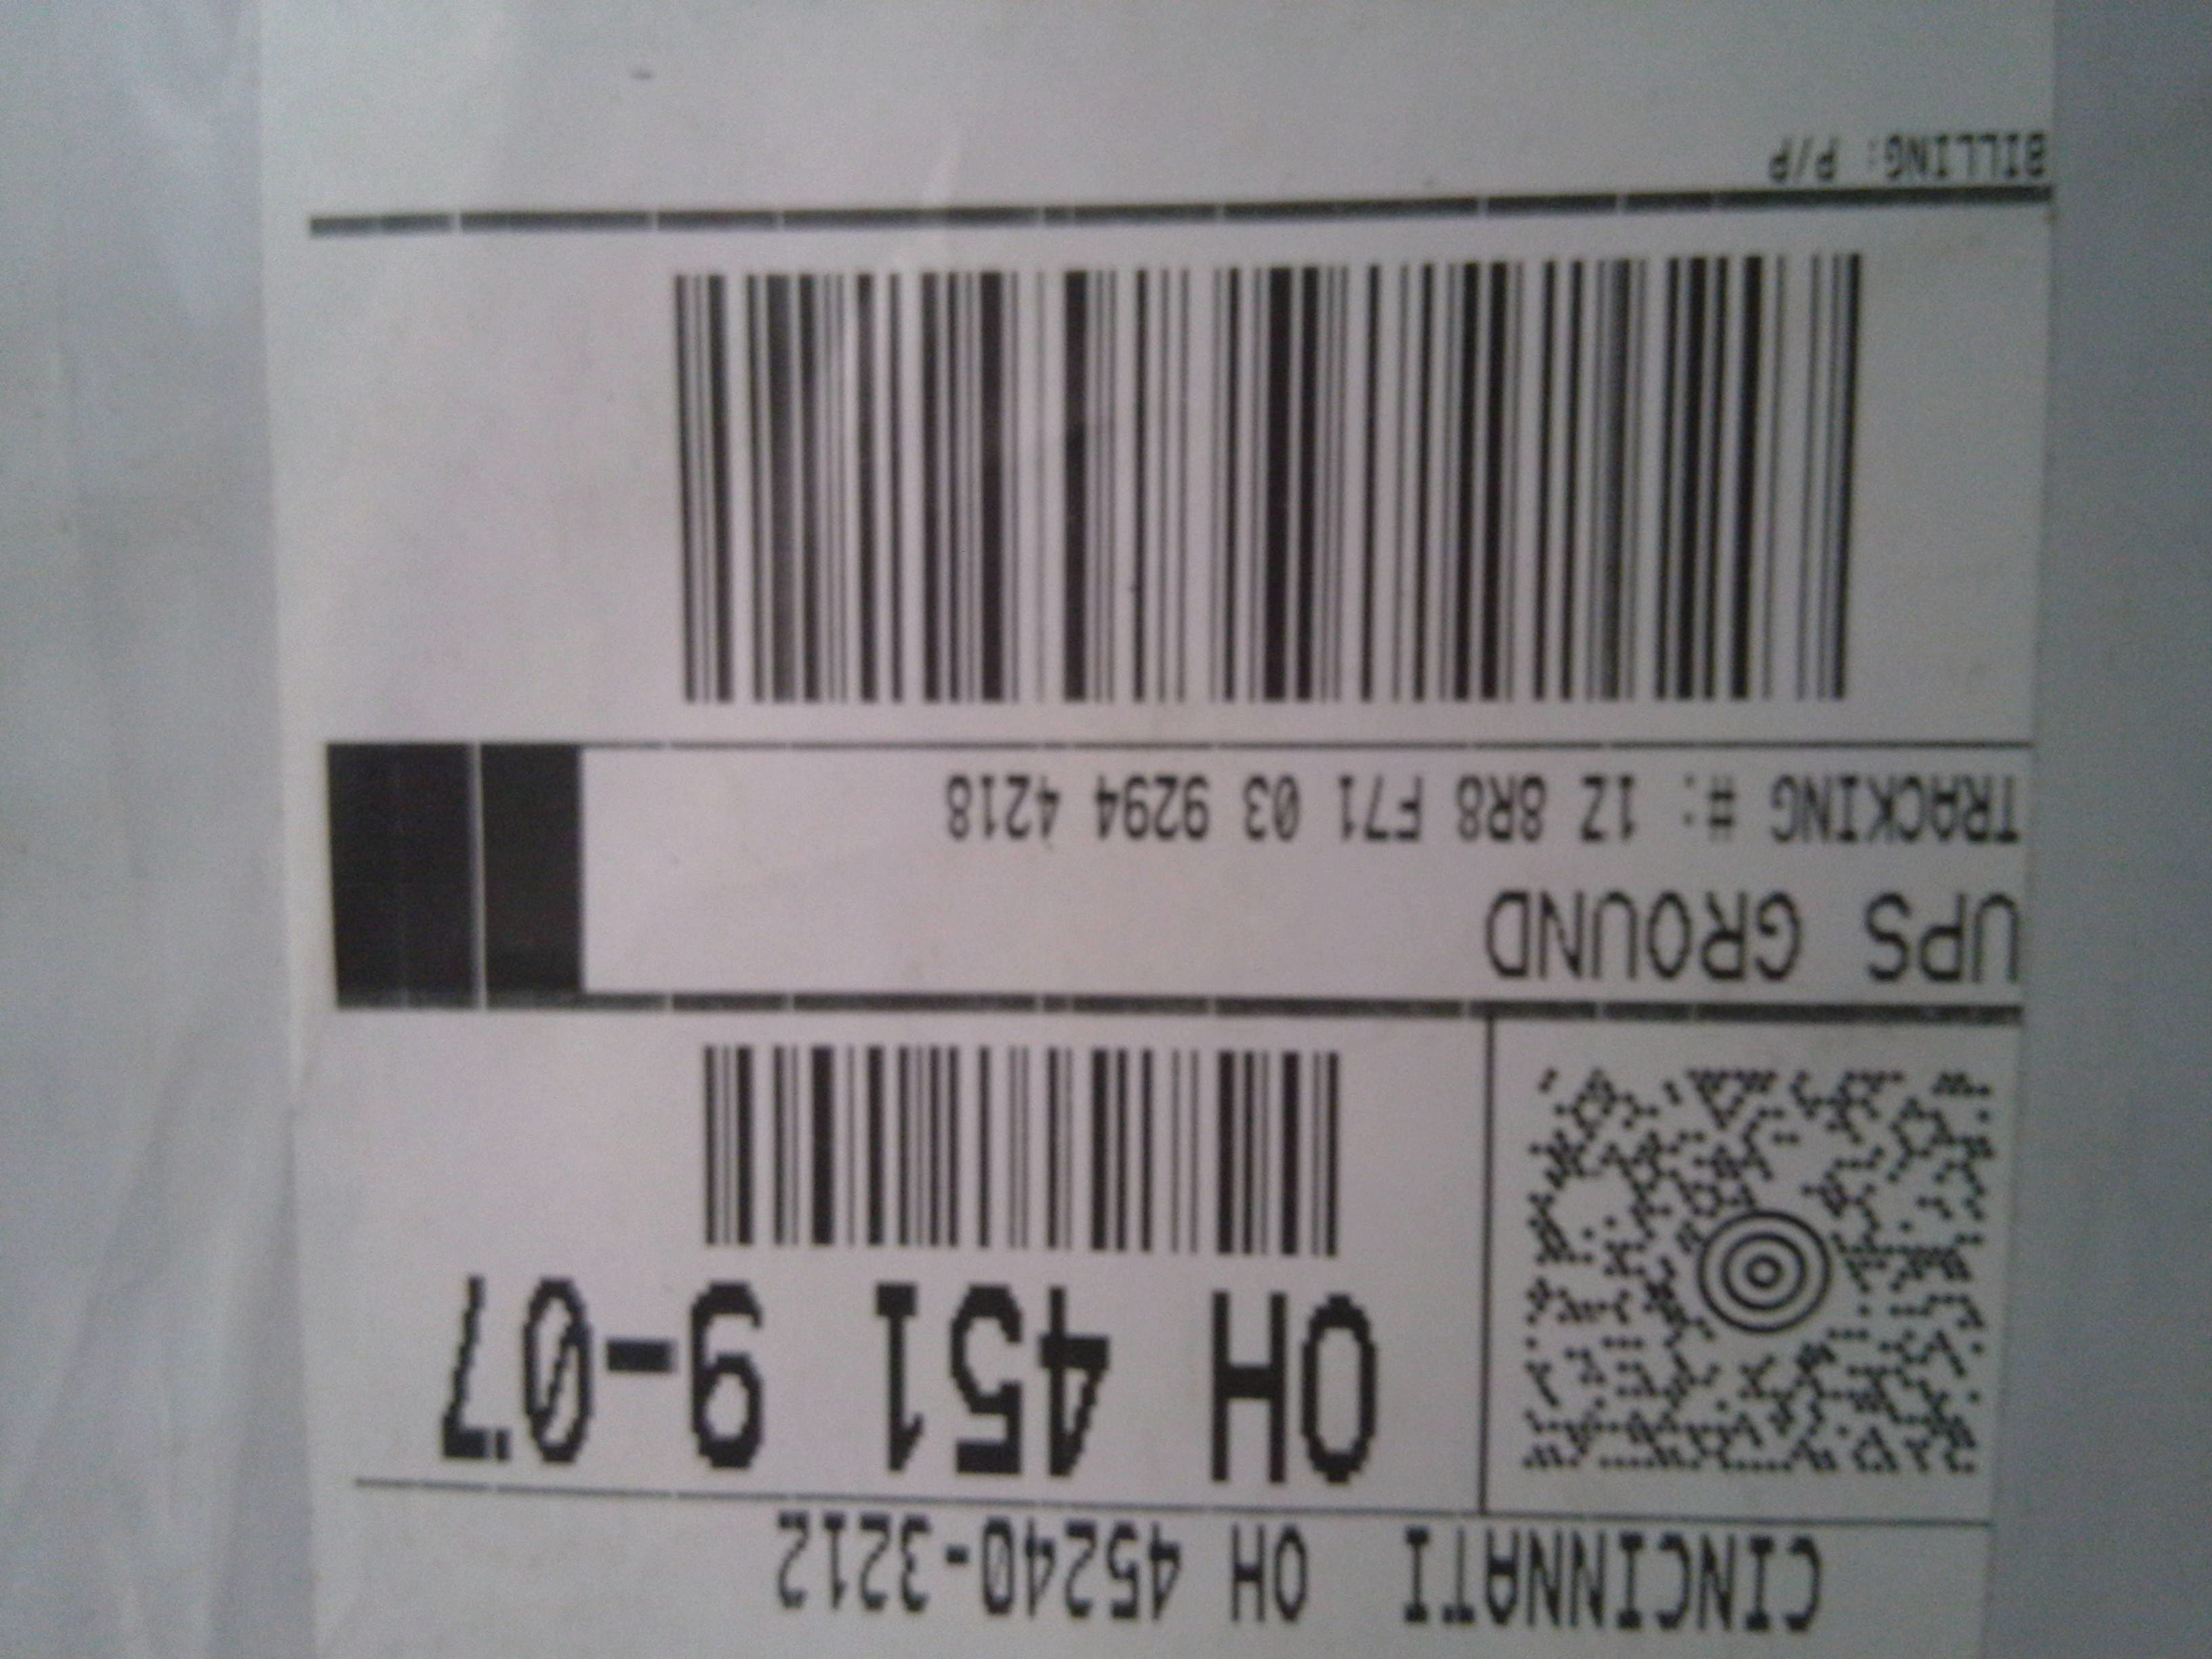 CINCINNATI OH 45240-3212
OH 451 9-07
UPS GROUND
TRACKING #: 1Z 8R8 F71 03 9294 4218
BILLING: P/P